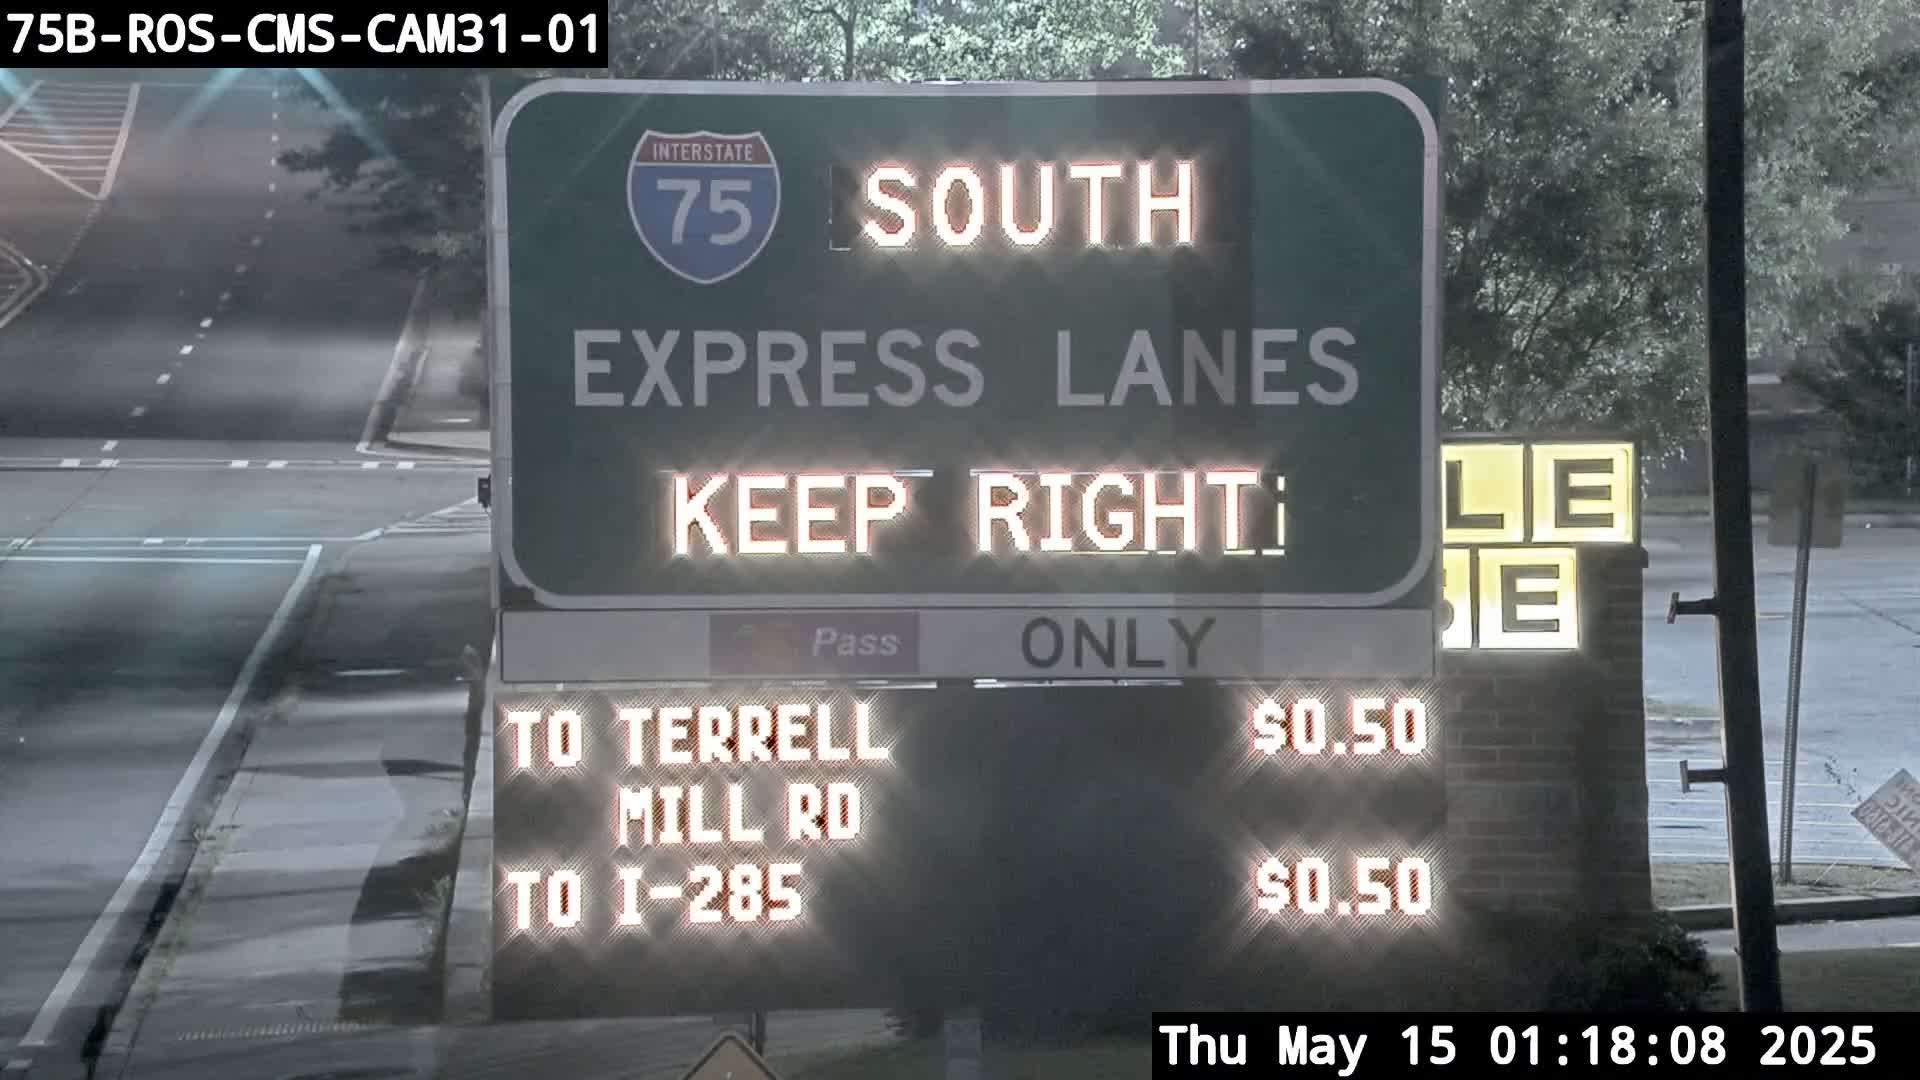 75B-ROS-CMS-CAM31-01
INTERSTATE
75
SOUTH
EXPRESS LANES
KEEP RIGHT
Pass ONLY
TO TERRELL $0.50
MILL RD
TO I-285 $0.50
LE
E
Thu May 15 01:18:08 2025